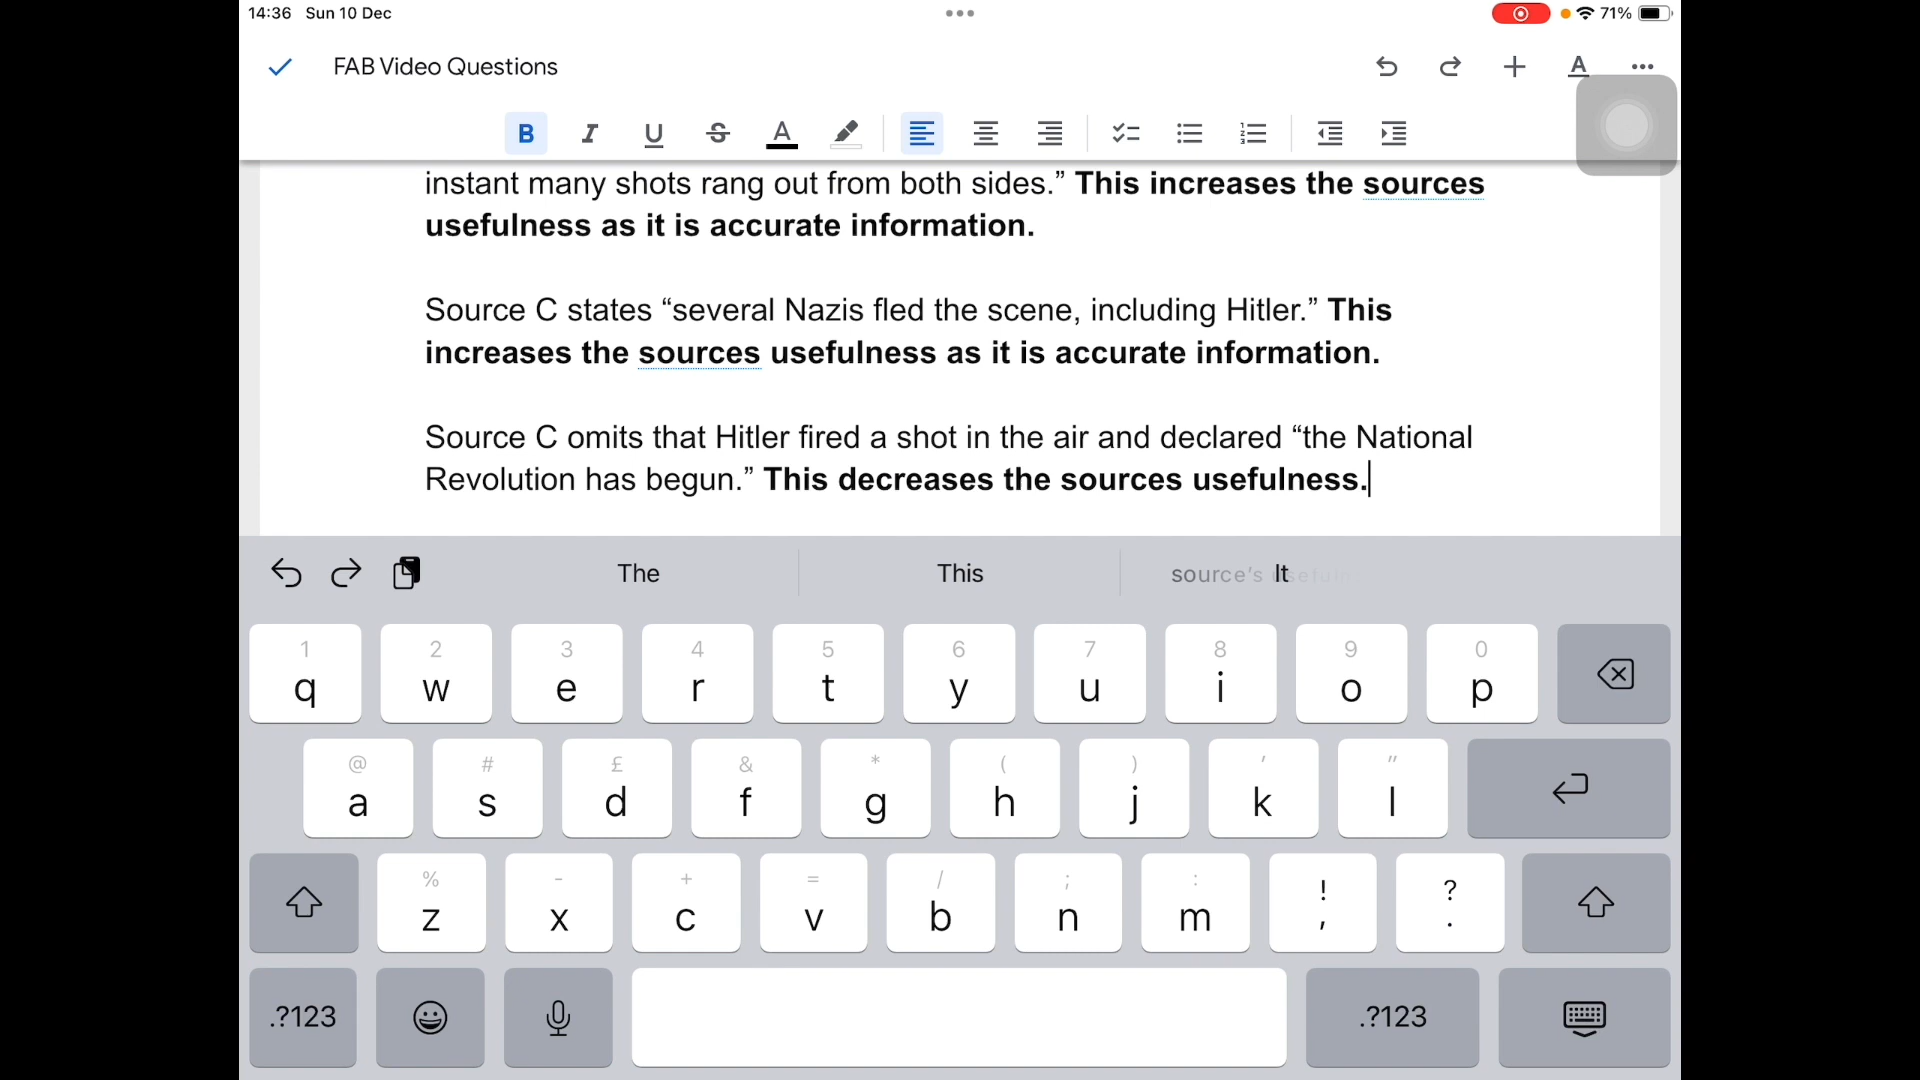 14:36 Sun 10 Dec
71%
FAB Video Questions
B I U S A
instant many shots rang out from both sides.” This increases the sources
usefulness as it is accurate information.
Source C states “several Nazis fled the scene, including Hitler.” This
increases the sources usefulness as it is accurate information.
Source C omits that Hitler fired a shot in the air and declared “the National
Revolution has begun.” This decreases the sources usefulness.
The This source's It
1 2 3 4 5 6 7 8 9 0
q w e r t y u i o p
@ # £ & * ( ) ' "
a s d f g h j k l
% - + = / ; : ! ?
z x c v b n m , .
.?123 .?123